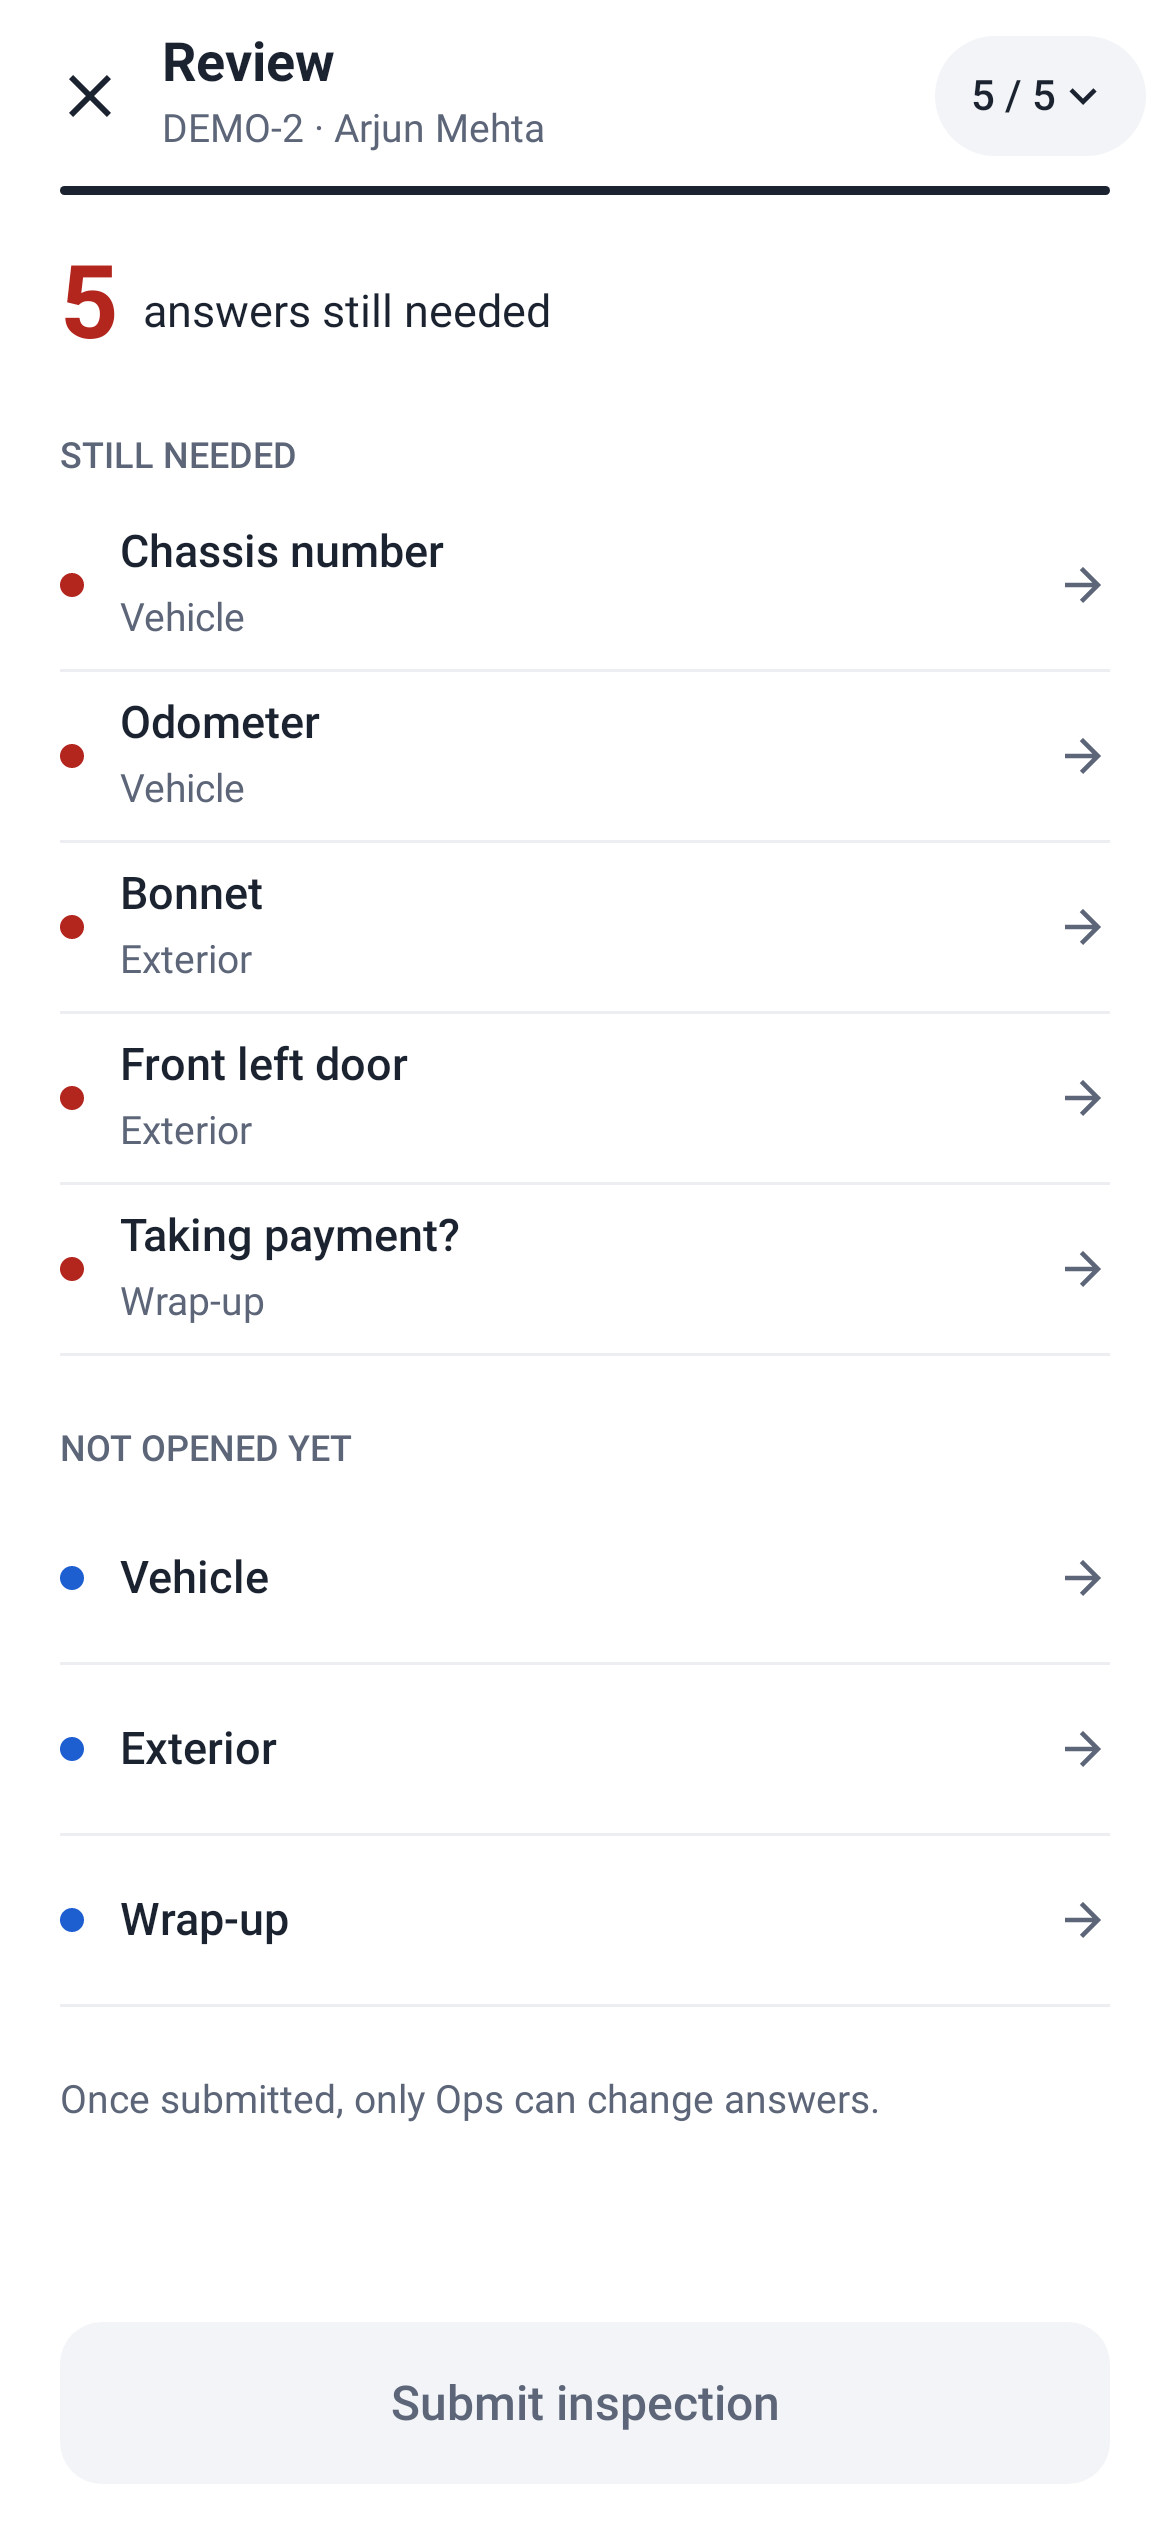 Review
DEMO-2 · Arjun Mehta
5 / 5
5 answers still needed
STILL NEEDED
Chassis number
Vehicle
Odometer
Vehicle
Bonnet
Exterior
Front left door
Exterior
Taking payment?
Wrap-up
NOT OPENED YET
Vehicle
Exterior
Wrap-up
Once submitted, only Ops can change answers.
Submit inspection